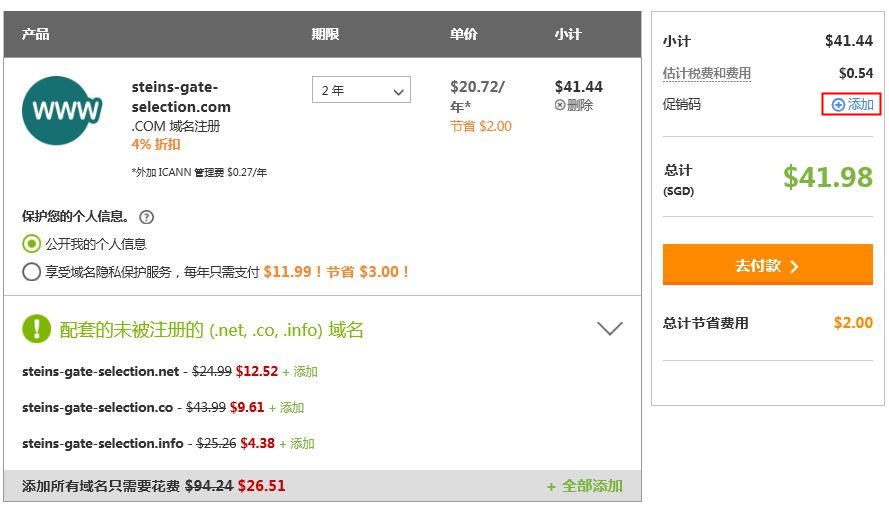 产品 期限 单价 小计
www
steins-gate-
selection.com
.COM 域名注册
4% 折扣
*外加 ICANN 管理费 $0.27/年
2 年
$20.72/
年*
节省 $2.00
$41.44
删除
保护您的个人信息。 ?
公开我的个人信息
享受域名隐私保护服务,每年只需支付 $11.99!节省 $3.00!
! 配套的未被注册的 (.net, .co, .info) 域名
steins-gate-selection.net - $24.99 $12.52 + 添加
steins-gate-selection.co - $43.99 $9.61 + 添加
steins-gate-selection.info - $25.26 $4.38 + 添加
添加所有域名只需要花费 $94.24 $26.51 + 全部添加
小计 $41.44
估计税费和费用 $0.54
促销码 添加
总计
(SGD)
$41.98
去付款
总计节省费用 $2.00